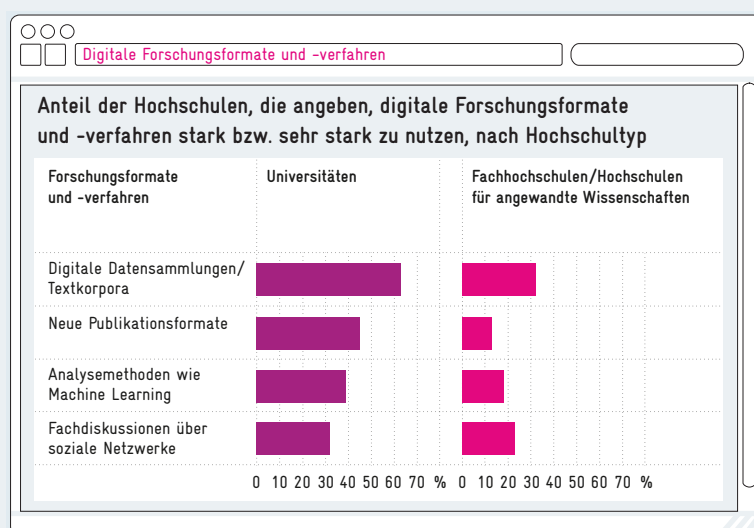 Digitale Forschungsformate und -verfahren
Anteil der Hochschulen, die angeben, digitale Forschungsformate
und -verfahren stark bzw. sehr stark zu nutzen, nach Hochschultyp
Forschungsformate
und -verfahren
Universitäten
Fachhochschulen/Hochschulen
für angewandte Wissenschaften
Digitale Datensammlungen/
Textkorpora
Neue Publikationsformate
Analysemethoden wie
Machine Learning
Fachdiskussionen über
soziale Netzwerke
0 10 20 30 40 50 60 70 %
0 10 20 30 40 50 60 70 %